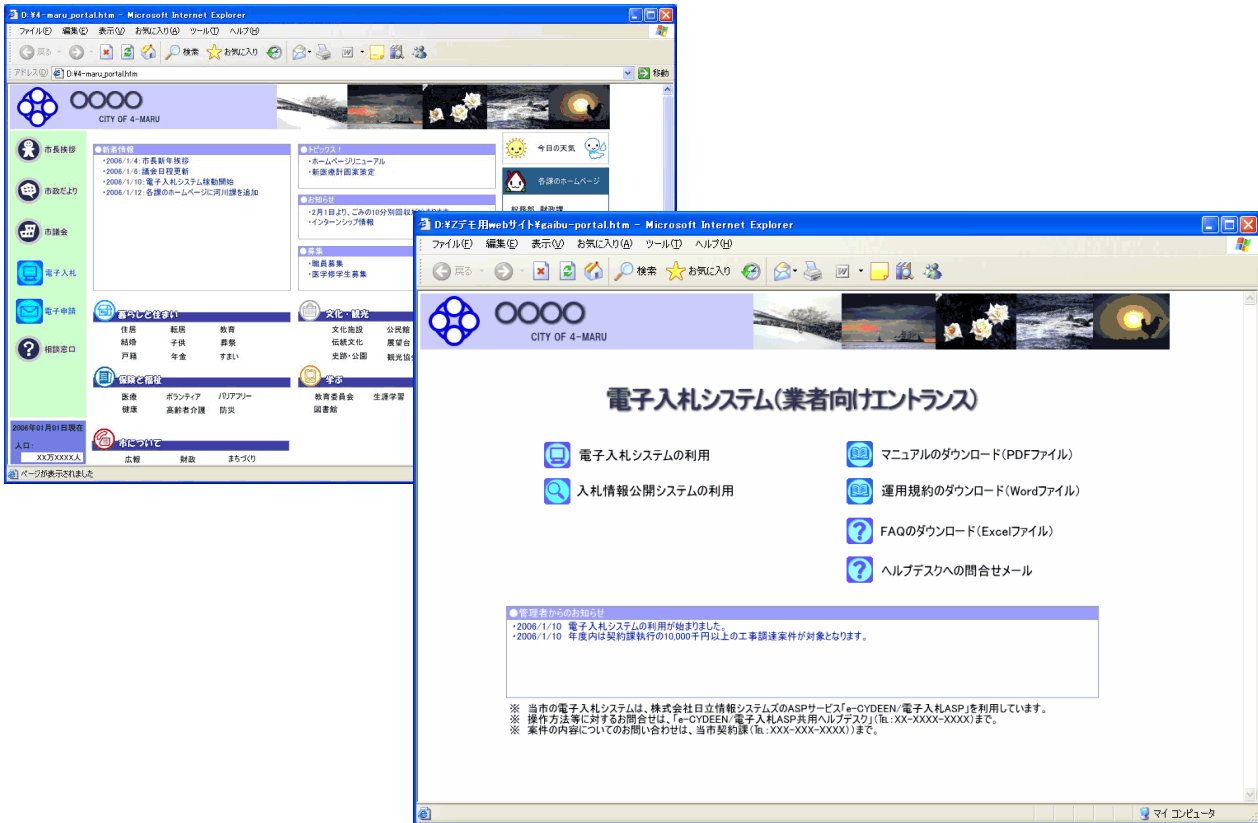 D:¥4-maru_portal.htm - Microsoft Internet Explorer
ファイル(F) 編集(E) 表示(V) お気に入り(A) ツール(T) ヘルプ(H)
戻る 検索 お気に入り
アドレス(D) D:¥4-maru_portal.htm 移動
○○○○
CITY OF 4-MARU
市長挨拶
市政だより
市議会
電子入札
電子申請
相談窓口
2006年01月01日現在
人口:
XX万XXXX人
●新着情報
・2006/1/4:市長新年挨拶
・2006/1/6:議会日程更新
・2006/1/10:電子入札システム稼動開始
・2006/1/12:各課のホームページに河川課を追加
●トピックス!
・ホームページリニューアル
・新医療計画案策定
●お知らせ
・2月1日より、ごみの10分別回収が
・インターンシップ情報
●募集
・職員募集
・医学修学生募集
今日の天気
各課のホームページ
暮らしと住まい
住居 転居 教育
結婚 子供 葬祭
戸籍 年金 すまい
文化・観光
文化施設 公民館
伝統文化 展望台
史跡・公園 観光協
保険と福祉
医療 ボランティア バリアフリー
健康 高齢者介護 防災
学ぶ
教育委員会 生涯学習
図書館
市について
広報 財政 まちづくり
ページが表示されました
D:¥Zデモ用webサイト¥gaibu-portal.htm - Microsoft Internet Explorer
ファイル(F) 編集(E) 表示(V) お気に入り(A) ツール(T) ヘルプ(H)
戻る 検索 お気に入り
○○○○
CITY OF 4-MARU
電子入札システム(業者向けエントランス)
電子入札システムの利用
入札情報公開システムの利用
マニュアルのダウンロード(PDFファイル)
運用規約のダウンロード(Wordファイル)
FAQのダウンロード(Excelファイル)
ヘルプデスクへの問合せメール
●管理者からのお知らせ
・2006/1/10 電子入札システムの利用が始まりました。
・2006/1/10 年度内は契約課執行の10,000千円以上の工事調達案件が対象となります。
※ 当市の電子入札システムは、株式会社日立情報システムズのASPサービス「e-CYDEEN/電子入札ASP」を利用しています。
※ 操作方法等に対するお問合せは、「e-CYDEEN/電子入札ASP共用ヘルプデスク」(℡:XX-XXXX-XXXX)まで。
※ 案件の内容についてのお問い合わせは、当市契約課(℡:XXX-XXX-XXXX))まで。
マイ コンピュータ